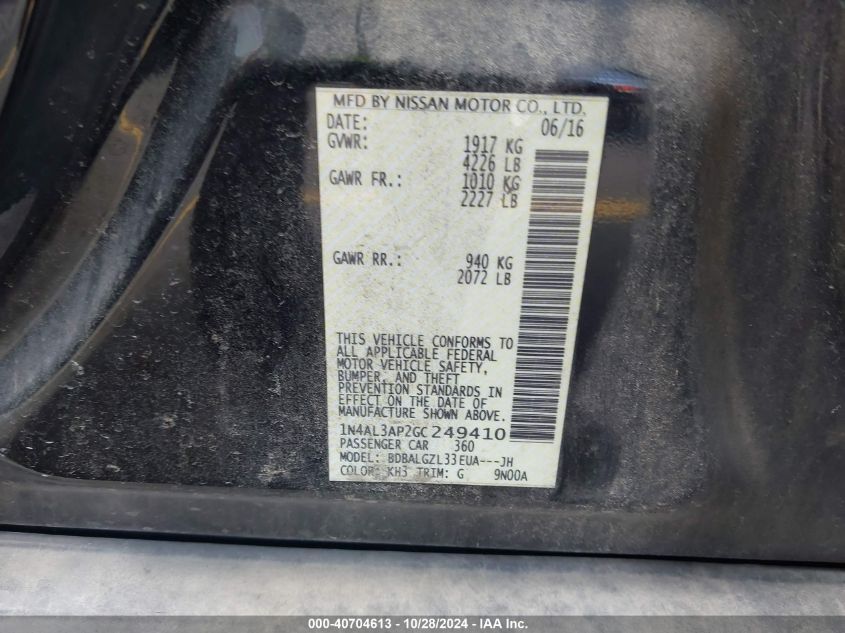 MFD BY NISSAN MOTOR CO., LTD.
DATE: 06/16
GVWR: 1917 KG
4226 LB
GAWR FR.: 1010 KG
2227 LB
GAWR RR.: 940 KG
2072 LB
THIS VEHICLE CONFORMS TO
ALL APPLICABLE FEDERAL
MOTOR VEHICLE SAFETY,
BUMPER, AND THEFT
PREVENTION STANDARDS IN
EFFECT ON THE DATE OF
MANUFACTURE SHOWN ABOVE.
1N4AL3AP2GC249410
PASSENGER CAR 360
MODEL: BDBALGZL33EUA---JH
COLOR: KH3 TRIM: G 9N00A
000-40704613 - 10/28/2024 - IAA Inc.